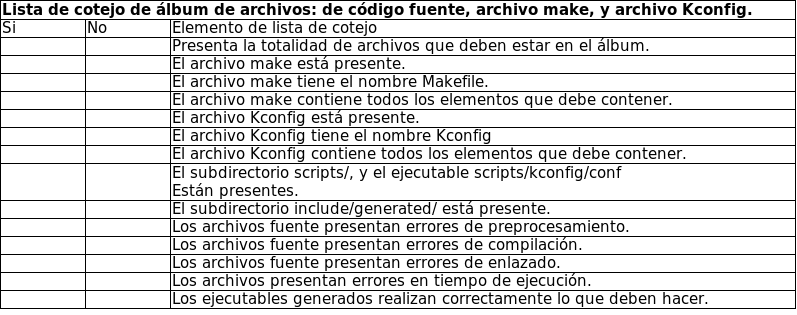 Lista de cotejo de álbum de archivos: de código fuente, archivo make, y archivo Kconfig.
Si No Elemento de lista de cotejo
Presenta la totalidad de archivos que deben estar en el álbum.
El archivo make está presente.
El archivo make tiene el nombre Makefile.
El archivo make contiene todos los elementos que debe contener.
El archivo Kconfig está presente.
El archivo Kconfig tiene el nombre Kconfig
El archivo Kconfig contiene todos los elementos que debe contener.
El subdirectorio scripts/, y el ejecutable scripts/kconfig/conf
Están presentes.
El subdirectorio include/generated/ está presente.
Los archivos fuente presentan errores de preprocesamiento.
Los archivos fuente presentan errores de compilación.
Los archivos fuente presentan errores de enlazado.
Los archivos presentan errores en tiempo de ejecución.
Los ejecutables generados realizan correctamente lo que deben hacer.